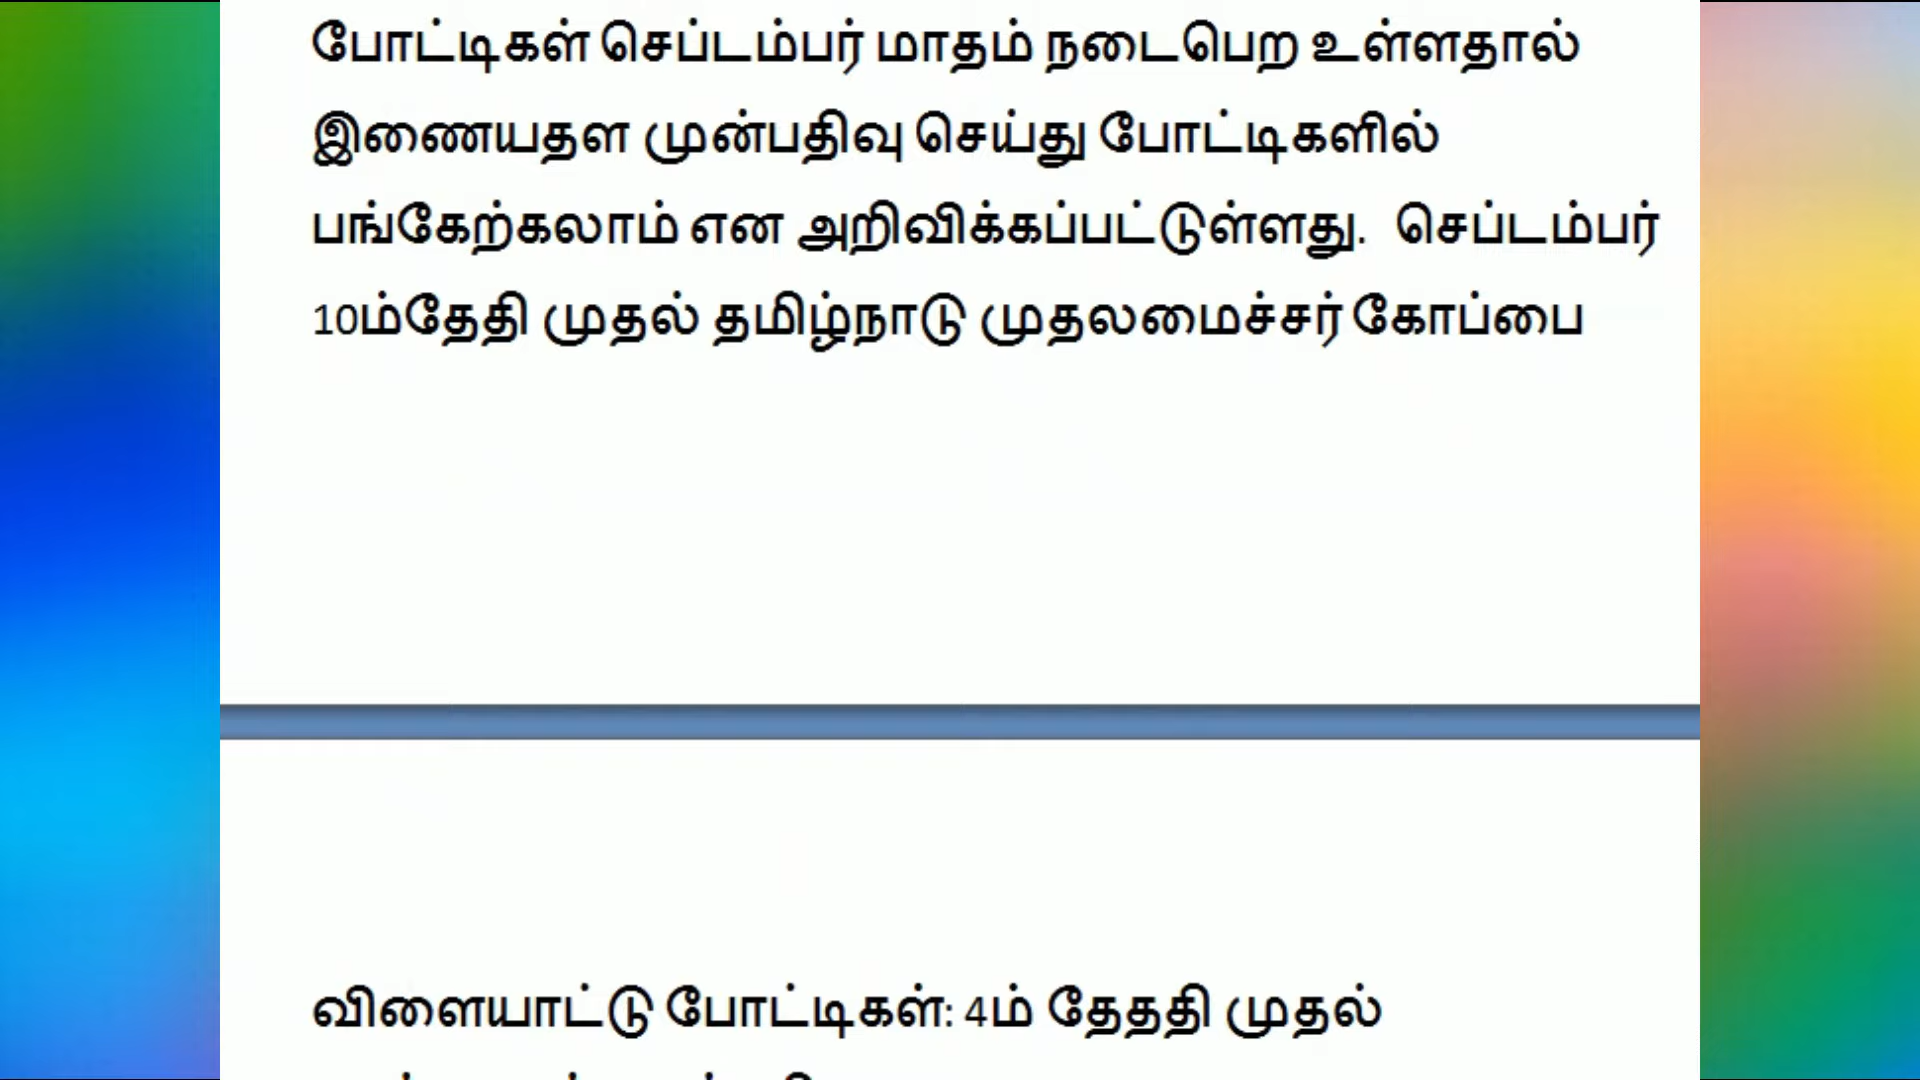 போட்டிகள் செப்டம்பர் மாதம் நடைபெற உள்ளதால்
இணையதள முன்பதிவு செய்து போட்டிகளில்
பங்கேற்கலாம் என அறிவிக்கப்பட்டுள்ளது. செப்டம்பர்
10ம்தேதி முதல் தமிழ்நாடு முதலமைச்சர் கோப்பை
விளையாட்டு போட்டிகள்: 4ம் தேததி முதல்